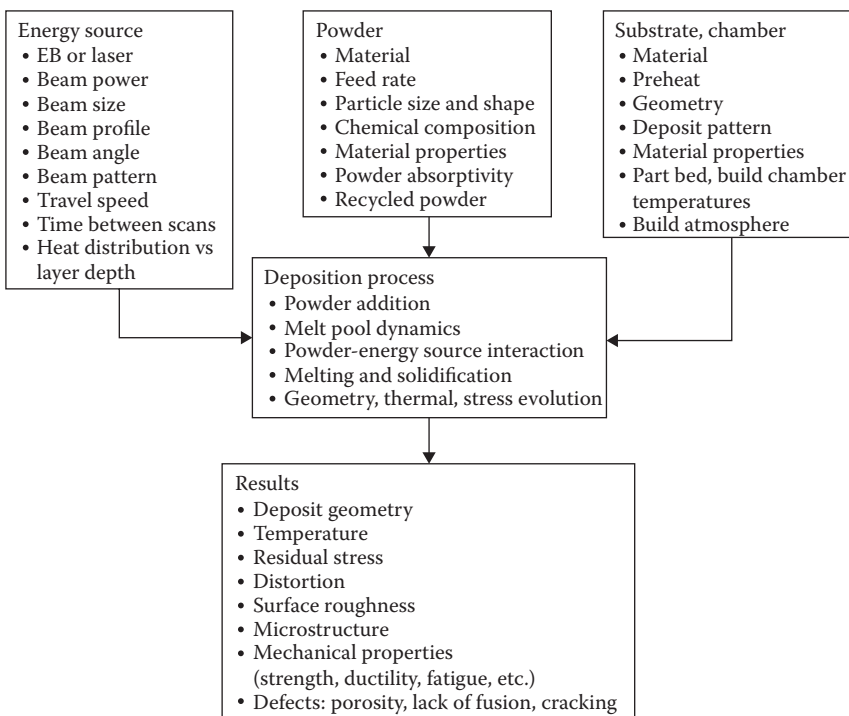 Energy source
• EB or laser
• Beam power
• Beam size
• Beam profile
• Beam angle
• Beam pattern
• Travel speed
• Time between scans
• Heat distribution vs
layer depth
Powder
• Material
• Feed rate
• Particle size and shape
• Chemical composition
• Material properties
• Powder absorptivity
• Recycled powder
Substrate, chamber
• Material
• Preheat
• Geometry
• Deposit pattern
• Material properties
• Part bed, build chamber
temperatures
• Build atmosphere
Deposition process
• Powder addition
• Melt pool dynamics
• Powder-energy source interaction
• Melting and solidification
• Geometry, thermal, stress evolution
Results
• Deposit geometry
• Temperature
• Residual stress
• Distortion
• Surface roughness
• Microstructure
• Mechanical properties
(strength, ductility, fatigue, etc.)
• Defects: porosity, lack of fusion, cracking